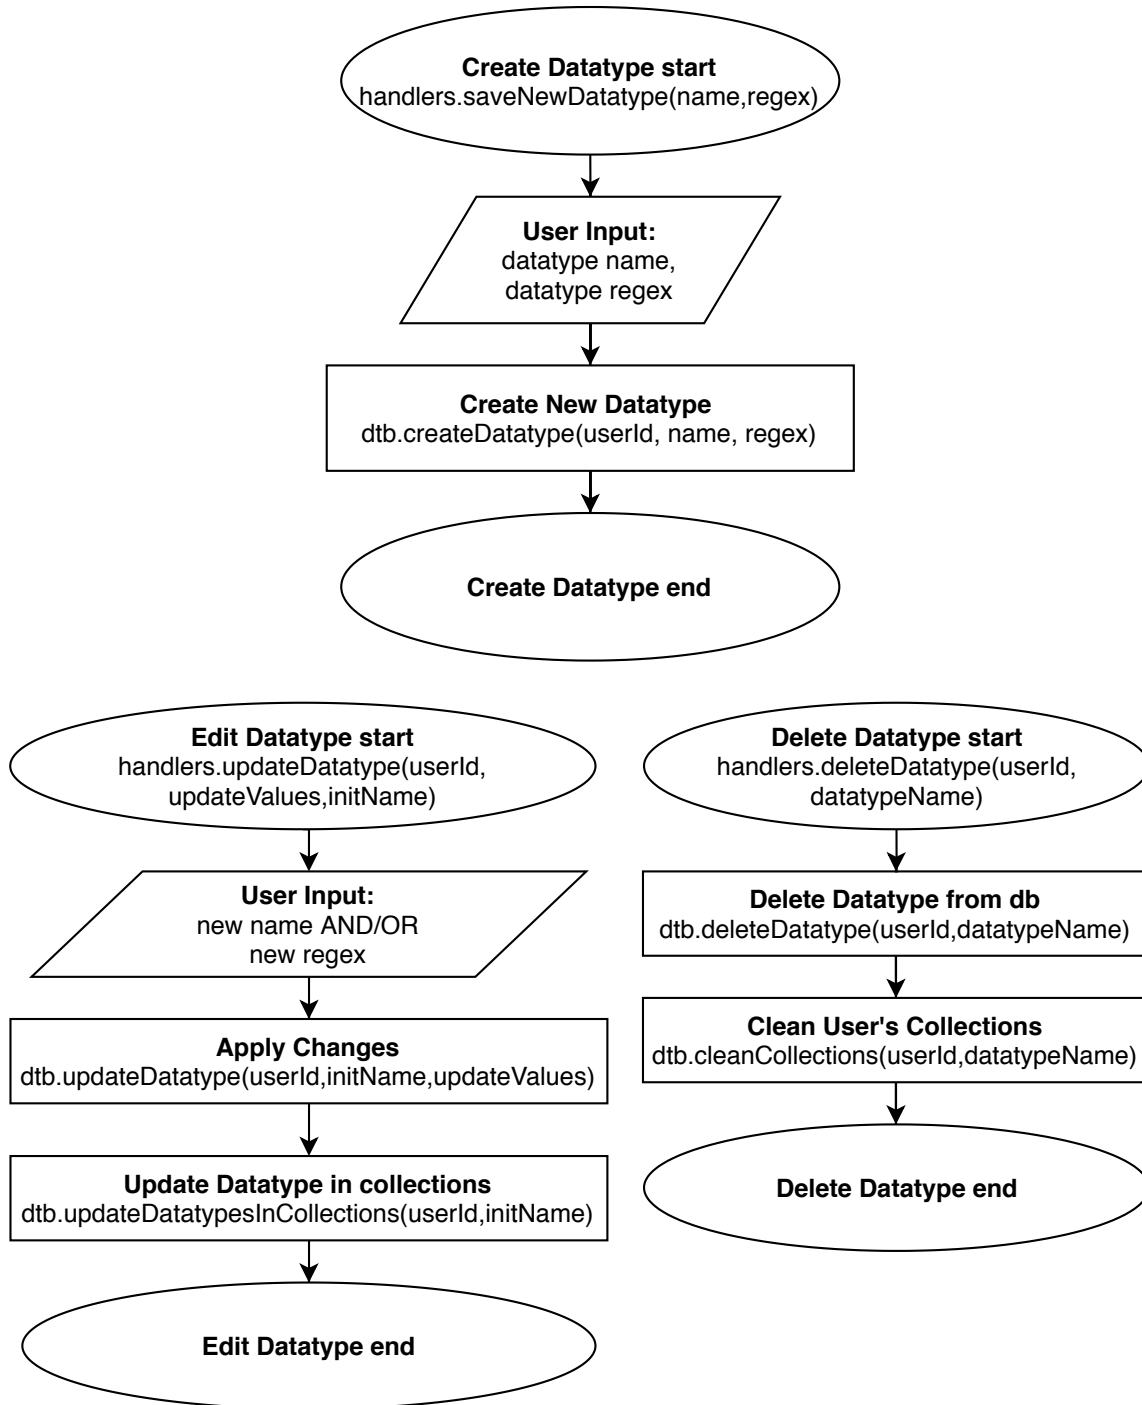 Create Datatype start
handlers.saveNewDatatype(name,regex)
User Input:
datatype name,
datatype regex
Create New Datatype
dtb.createDatatype(userId, name, regex)
Create Datatype end
Edit Datatype start
handlers.updateDatatype(userId,
updateValues,initName)
User Input:
new name AND/OR
new regex
Apply Changes
dtb.updateDatatype(userId,initName,updateValues)
Update Datatype in collections
dtb.updateDatatypesInCollections(userId,initName)
Edit Datatype end
Delete Datatype start
handlers.deleteDatatype(userId,
datatypeName)
Delete Datatype from db
dtb.deleteDatatype(userId,datatypeName)
Clean User's Collections
dtb.cleanCollections(userId,datatypeName)
Delete Datatype end